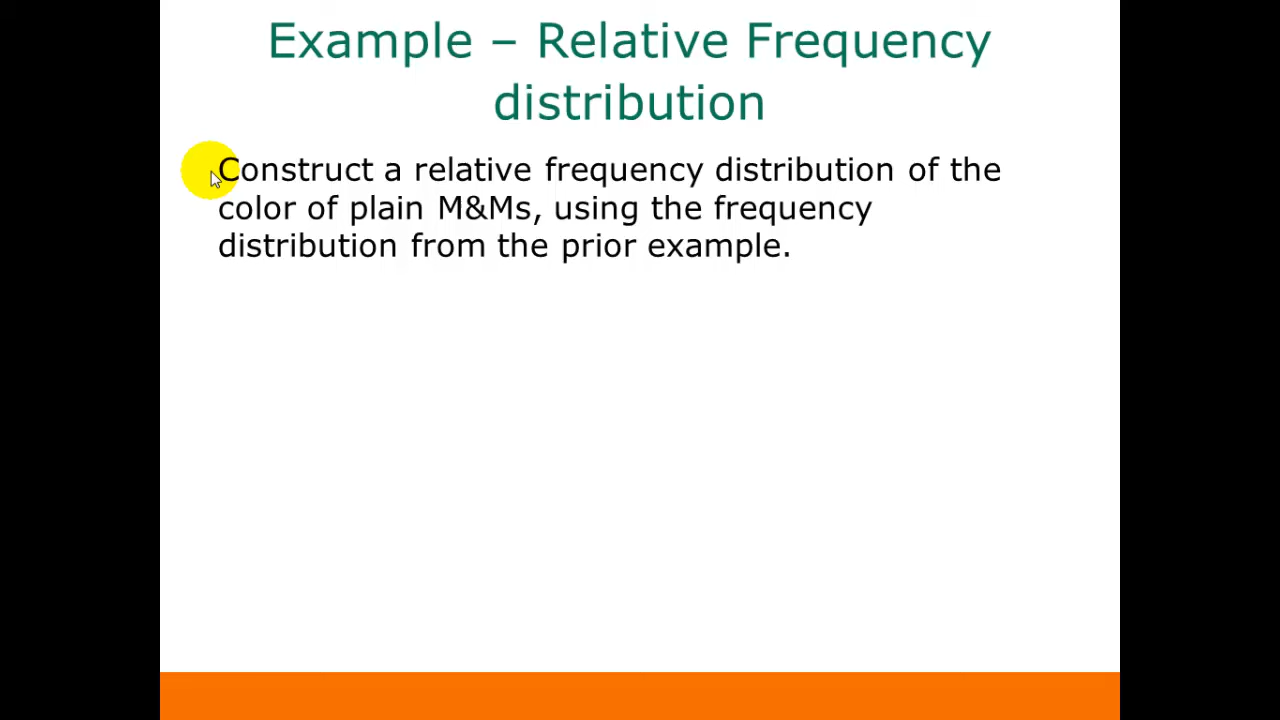 Example – Relative Frequency
distribution
Construct a relative frequency distribution of the
color of plain M&Ms, using the frequency
distribution from the prior example.